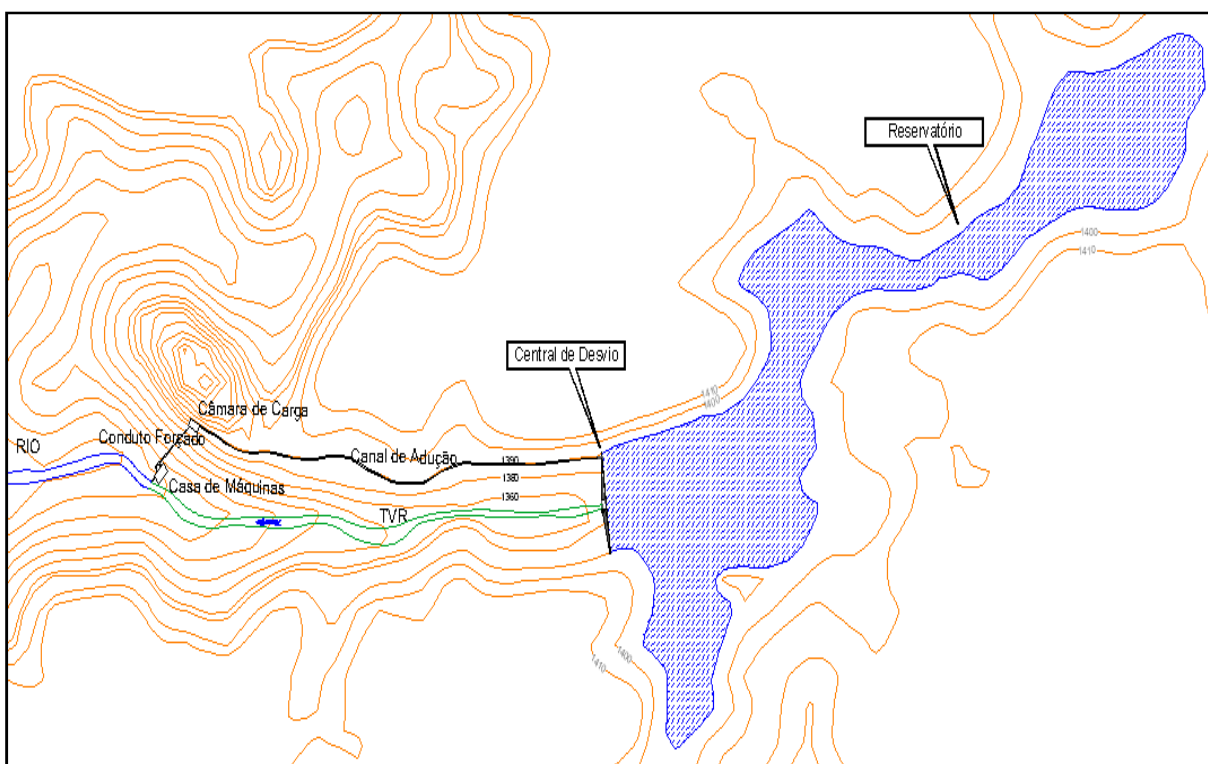 Reservatório
1400
1410
Central de Desvio
1410
1400
Câmara de Carga
Conduto Forçado
RIO
Canal de Adução
1390
1380
Casa de Máquinas
1360
TVR
1400
1410